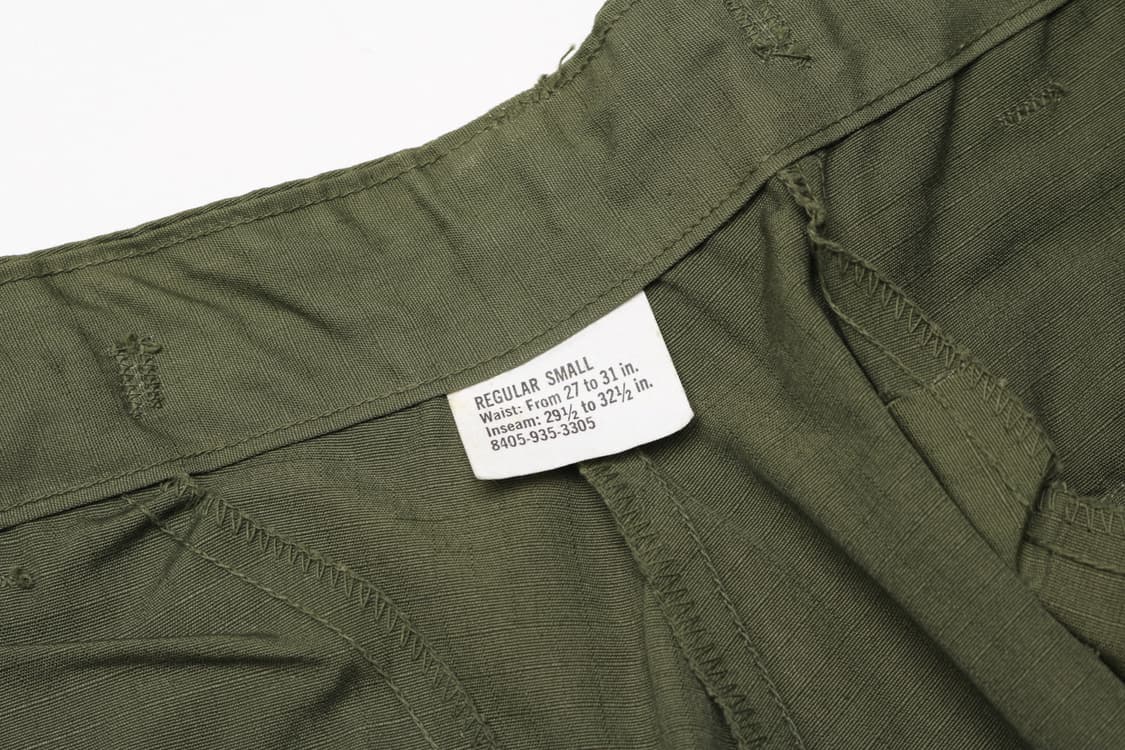 REGULAR SMALL
Waist: From 27 to 31 in.
Inseam: 29½ to 32½ in.
8405-935-3305